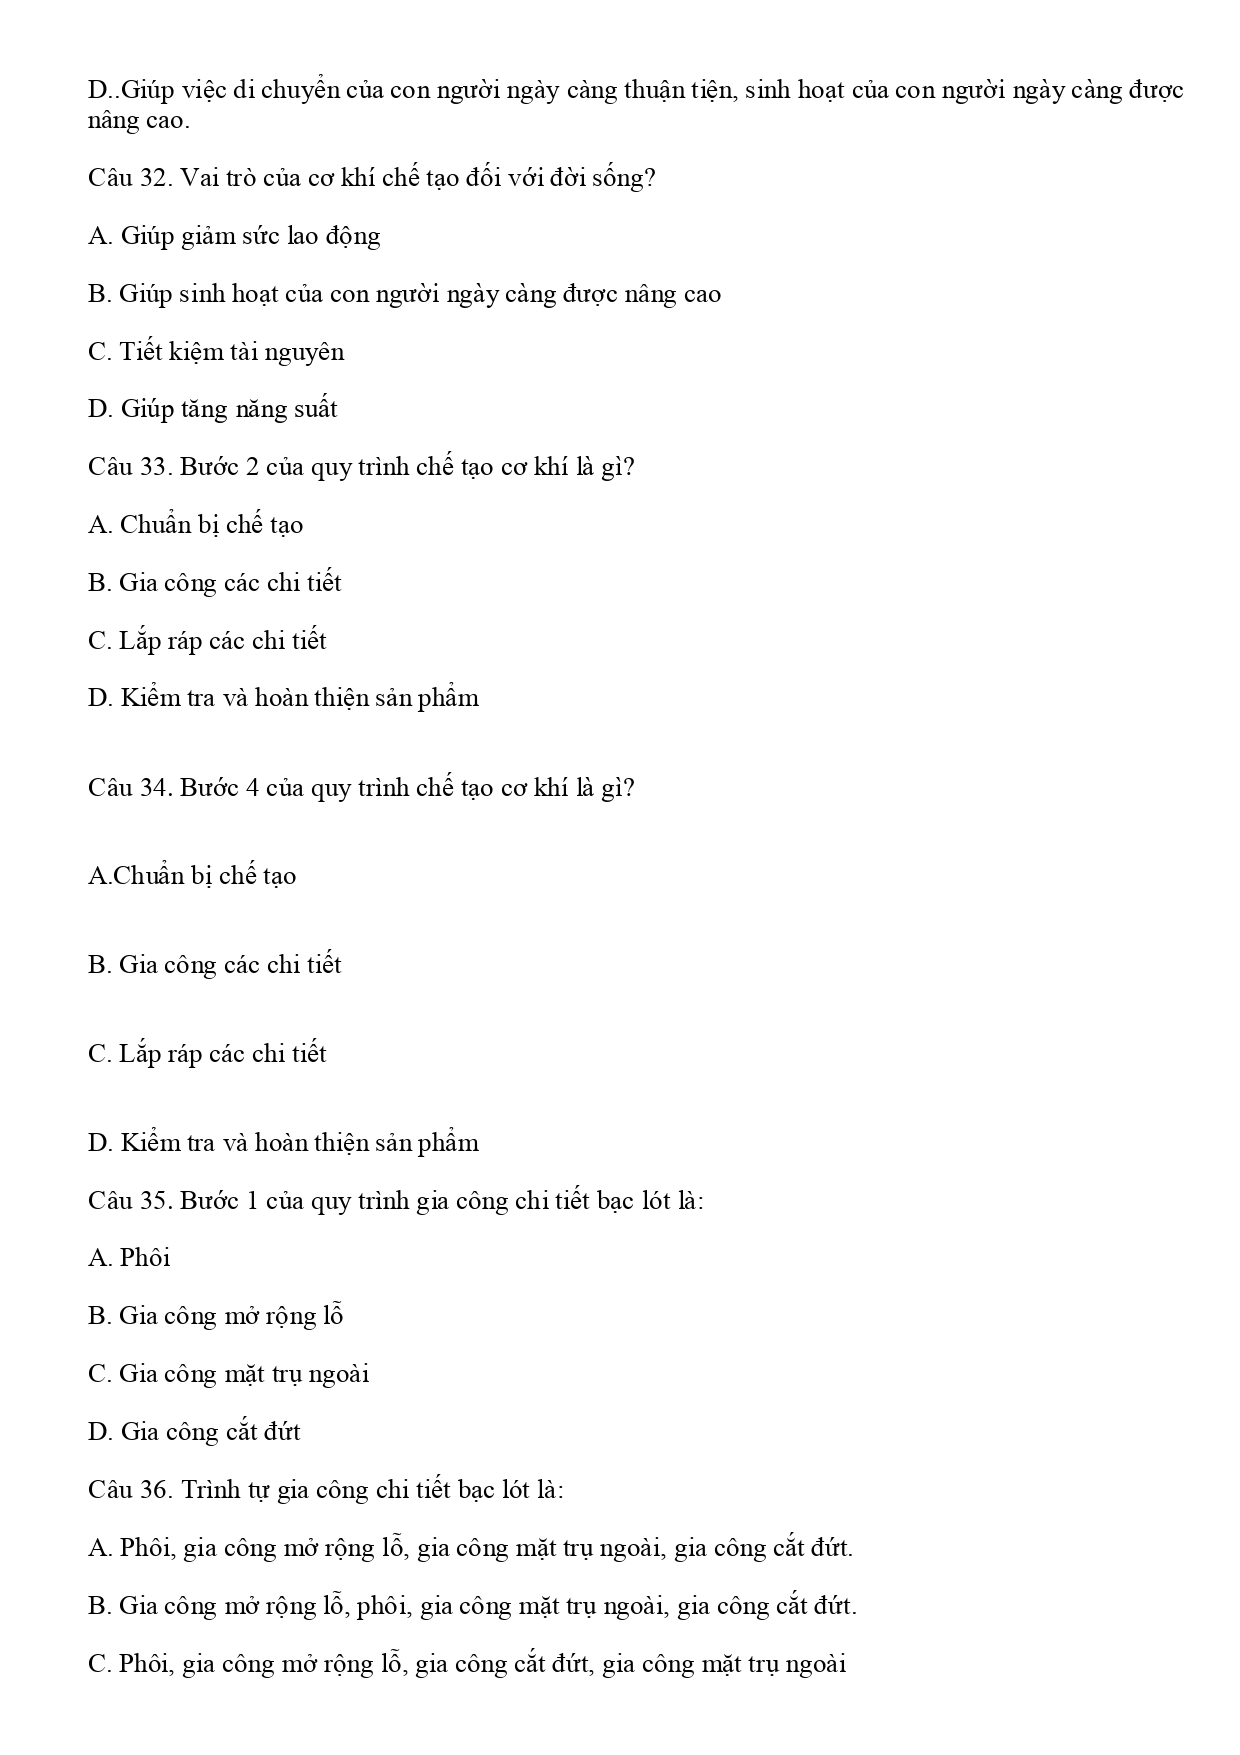 D..Giúp việc di chuyển của con người ngày càng thuận tiện, sinh hoạt của con người ngày càng được
nâng cao.
Câu 32. Vai trò của cơ khí chế tạo đối với đời sống?
A. Giúp giảm sức lao động
B. Giúp sinh hoạt của con người ngày càng được nâng cao
C. Tiết kiệm tài nguyên
D. Giúp tăng năng suất
Câu 33. Bước 2 của quy trình chế tạo cơ khí là gì?
A. Chuẩn bị chế tạo
B. Gia công các chi tiết
C. Lắp ráp các chi tiết
D. Kiểm tra và hoàn thiện sản phẩm
Câu 34. Bước 4 của quy trình chế tạo cơ khí là gì?
A.Chuẩn bị chế tạo
B. Gia công các chi tiết
C. Lắp ráp các chi tiết
D. Kiểm tra và hoàn thiện sản phẩm
Câu 35. Bước 1 của quy trình gia công chi tiết bạc lót là:
A. Phôi
B. Gia công mở rộng lỗ
C. Gia công mặt trụ ngoài
D. Gia công cắt đứt
Câu 36. Trình tự gia công chi tiết bạc lót là:
A. Phôi, gia công mở rộng lỗ, gia công mặt trụ ngoài, gia công cắt đứt.
B. Gia công mở rộng lỗ, phôi, gia công mặt trụ ngoài, gia công cắt đứt.
C. Phôi, gia công mở rộng lỗ, gia công cắt đứt, gia công mặt trụ ngoài